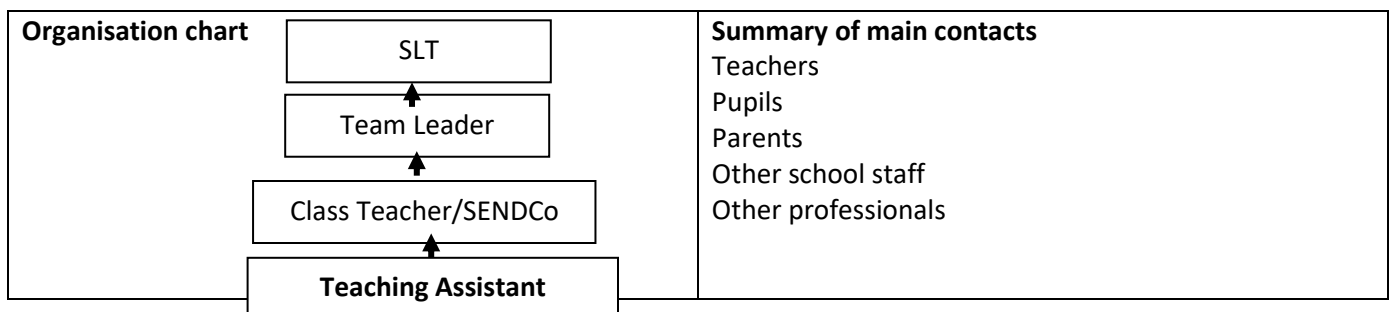 Organisation chart
SLT
Team Leader
Class Teacher/SENDCo
Teaching Assistant
Summary of main contacts
Teachers
Pupils
Parents
Other school staff
Other professionals